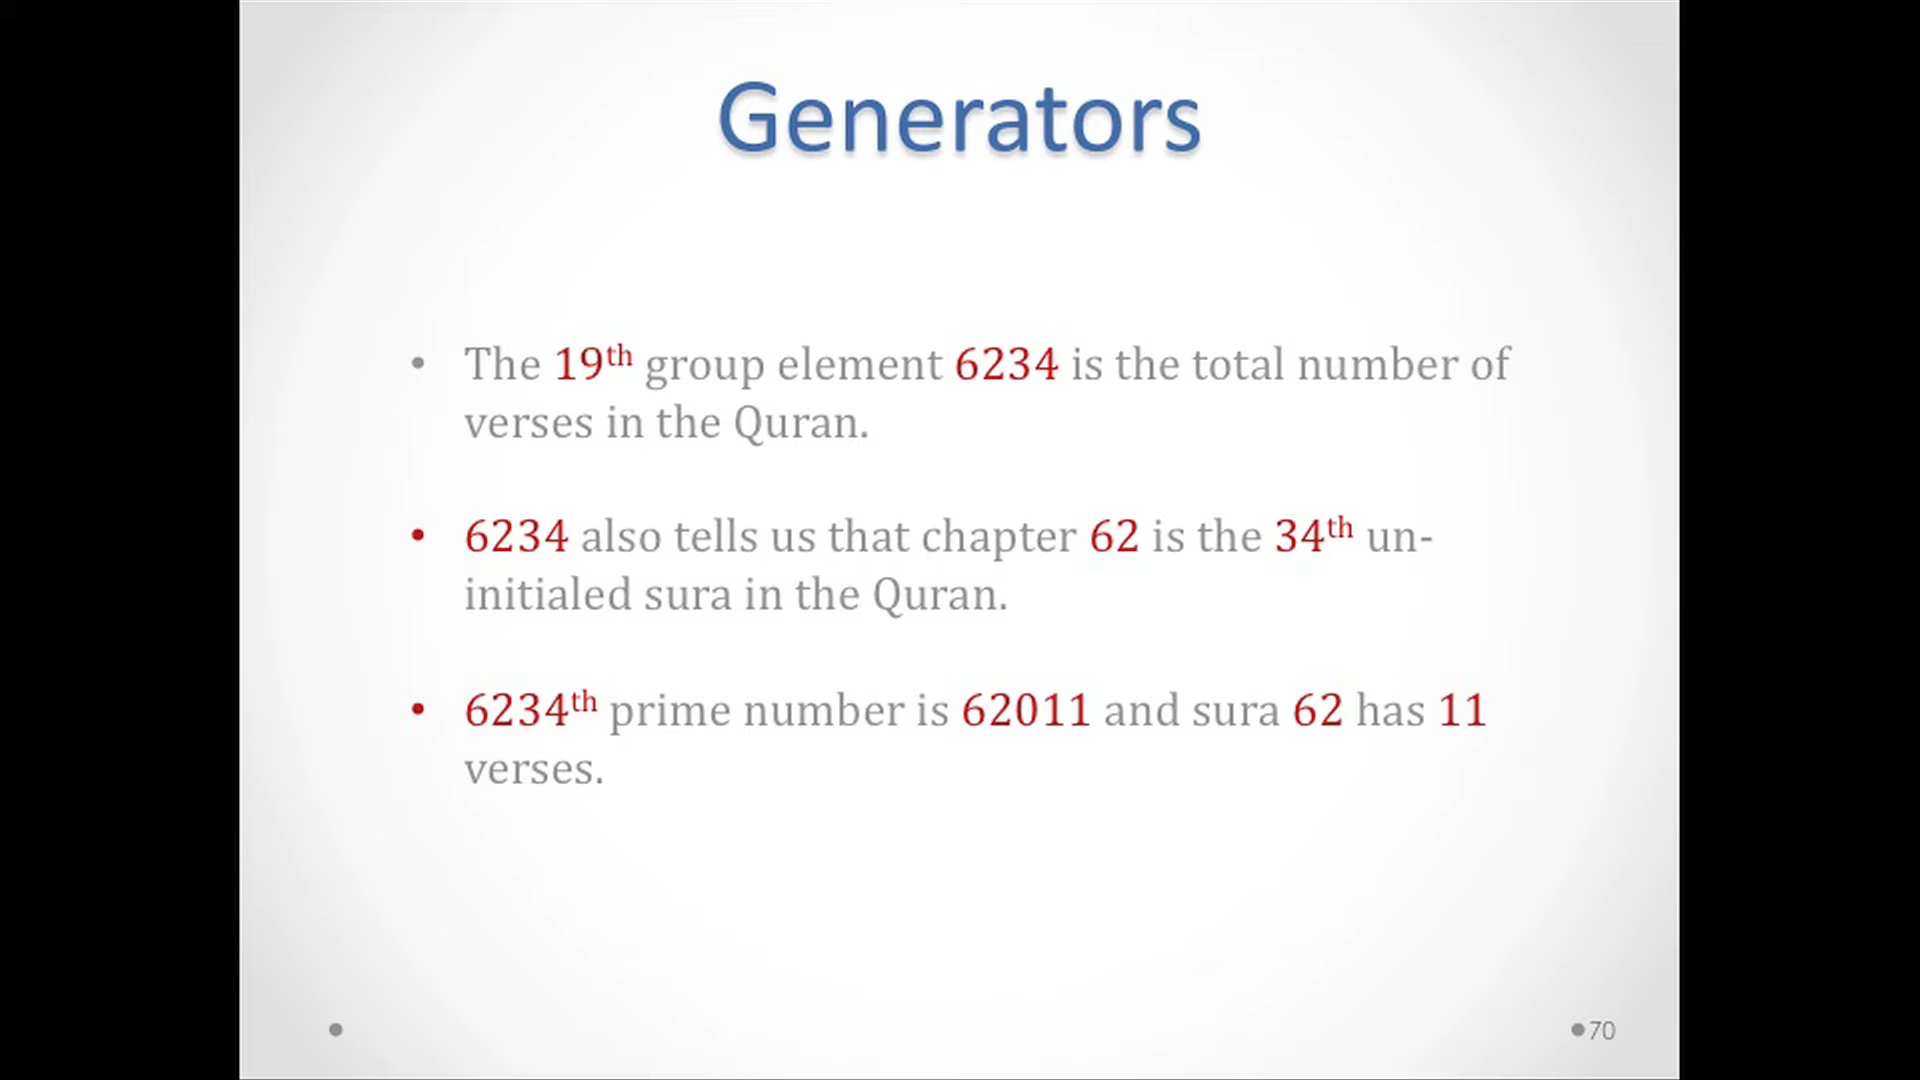 Generators
• The 19th group element 6234 is the total number of
verses in the Quran.
• 6234 also tells us that chapter 62 is the 34th un-
initialed sura in the Quran.
• 6234th prime number is 62011 and sura 62 has 11
verses.
70